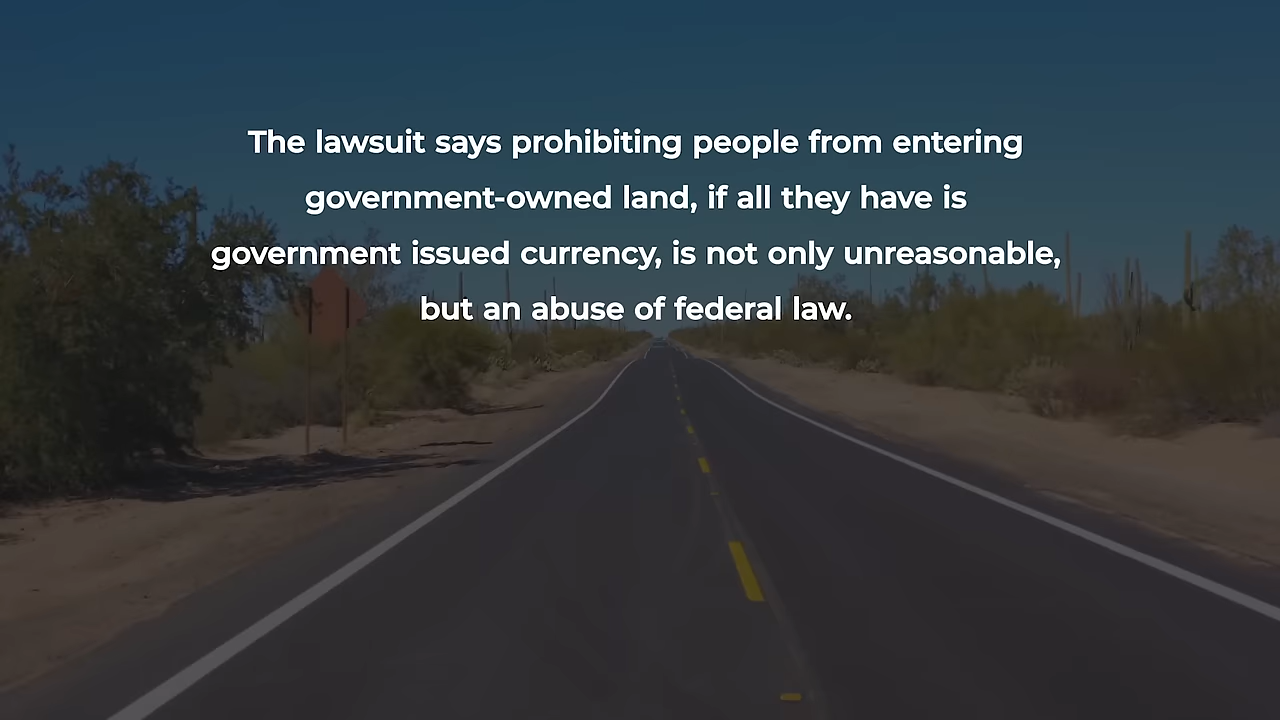 The lawsuit says prohibiting people from entering
government-owned land, if all they have is
government issued currency, is not only unreasonable,
but an abuse of federal law.